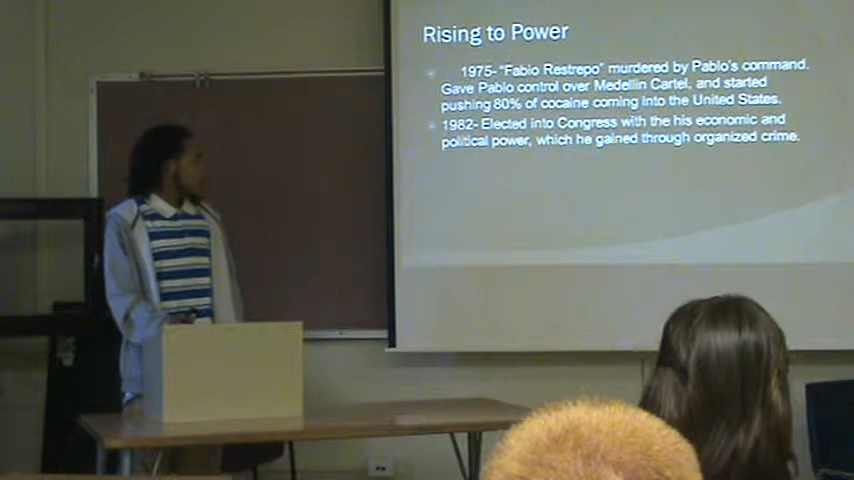 Rising to Power
1975- "Fabio Restrepo" murdered by Pablo's command.
Gave Pablo control over Medellin Cartel, and started
pushing 80% of cocaine coming into the United States.
1982- Elected into Congress with the his economic and
political power, which he gained through organized crime.